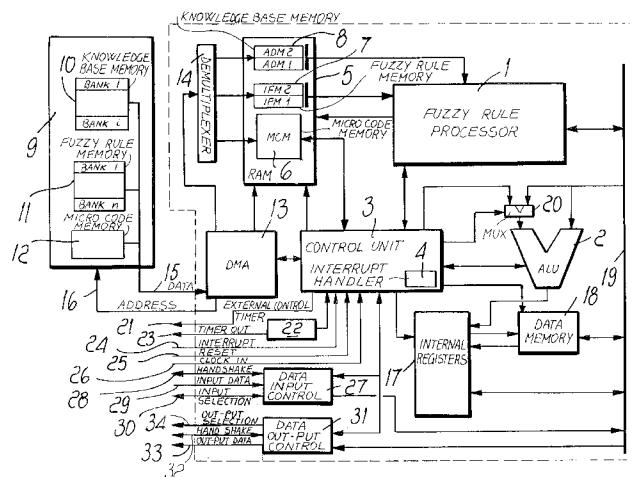 KNOWLEDGE BASE MEMORY
8
7
KNOWLEDGE
BASE MEMORY
10
BANK 1
BANK i
9
FUZZY RULE
MEMORY
BANK 1
11
BANK n
MICRO CODE
MEMORY
12
14
DEMULTIPLEXER
ADM 2
ADM 1
IFM 2
IFM 1
5
FUZZY RULE
MEMORY
MICRO CODE
MEMORY
MCM
6
RAM
1
FUZZY RULE
PROCESSOR
13
DMA
15
DATA
16
ADDRESS
3
CONTROL UNIT
INTERRUPT
HANDLER
4
20
MUX
2
ALU
19
18
DATA
MEMORY
17
INTERNAL
REGISTERS
EXTERNAL CONTROL
21
TIMER
22
23
TIMER OUT
24
INTERRUPT
25
RESET
CLOCK IN
26
HANDSHAKE
28
INPUT DATA
29
INPUT
SELECTION
30
DATA
INPUT
CONTROL
27
OUT-PUT
SELECTION
34
HAND SHAKE
33
OUT-PUT DATA
32
DATA
OUT-PUT
CONTROL
31